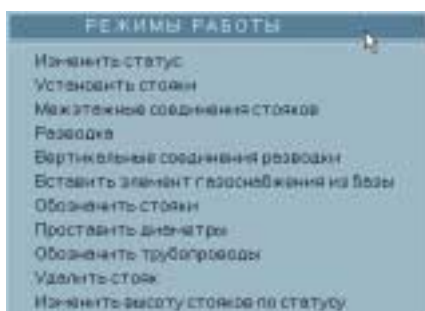 РЕЖИМЫ РАБОТЫ
Изменить статус
Установить стояки
Межэтажные соединения стояков
Разводка
Вертикальные соединения разводки
Вставить элемент газоснабжения из базы
Обозначить стояки
Проставить диаметры
Обозначить трубопроводы
Удалить стояк
Изменить высоту стояков по статусу